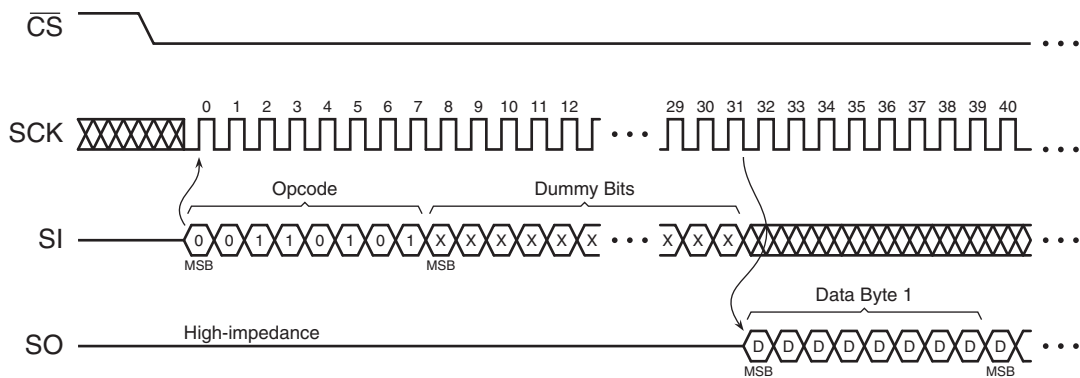 CS
SCK
0 1 2 3 4 5 6 7 8 9 10 11 12 29 30 31 32 33 34 35 36 37 38 39 40
Opcode Dummy Bits
SI
0 0 1 1 0 1 0 1 X X X X X X X X X
MSB MSB
Data Byte 1
SO
High-impedance
D D D D D D D D D
MSB MSB